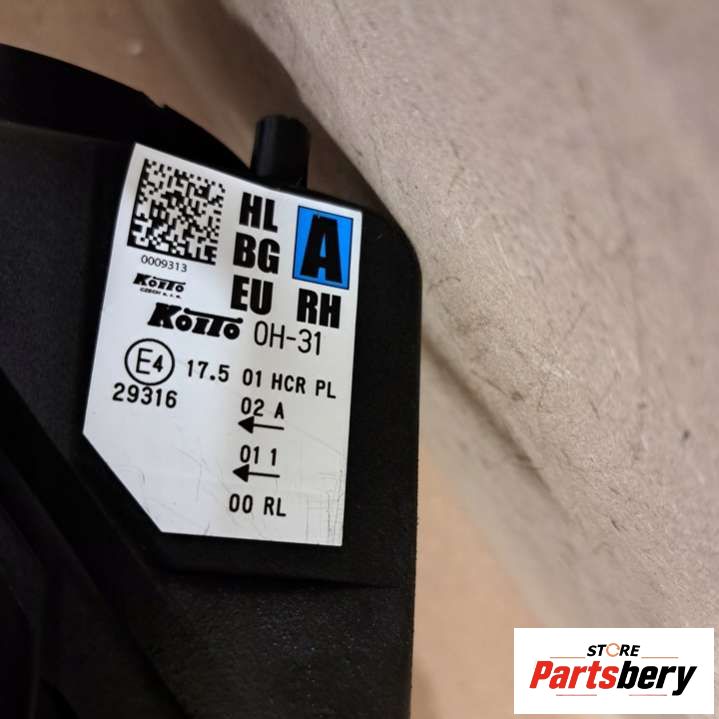 HL
BG
EU
A
RH
0009313
KOITO
CZECH s.r.o.
KOITO OH-31
E4 17.5 01 HCR PL
29316
02 A
←
01 1
←
00 RL
STORE
Partsbery